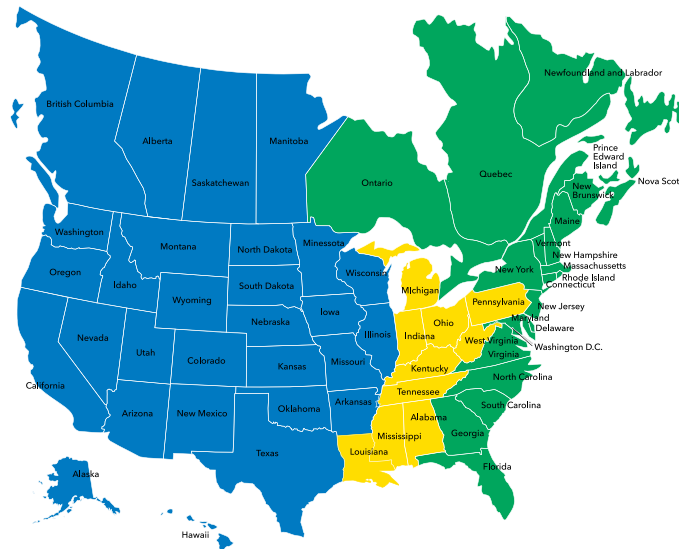 Newfoundland and Labrador
British Columbia
Alberta
Manitoba
Saskatchewan
Ontario
Quebec
Prince
Edward
Island
New
Brunswick
Nova Scot
Maine
Washington
Montana
North Dakota
Minessota
Vermont
New Hampshire
Massachussetts
Oregon
Idaho
South Dakota
Wisconsin
MIchigan
New York
Rhode Island
Connecticut
Wyoming
Nebraska
Iowa
Pennsylvania
New Jersey
Nevada
Utah
Colorado
Illinois
Indiana
Ohio
Maryland
Delaware
West Virginia
Washington D.C.
Virginia
Kansas
Missouri
Kentucky
North Carolina
California
Arizona
New Mexico
Oklahoma
Arkansas
Tennessee
South Carolina
Texas
Louisiana
Mississippi
Alabama
Georgia
Florida
Alaska
Hawaii